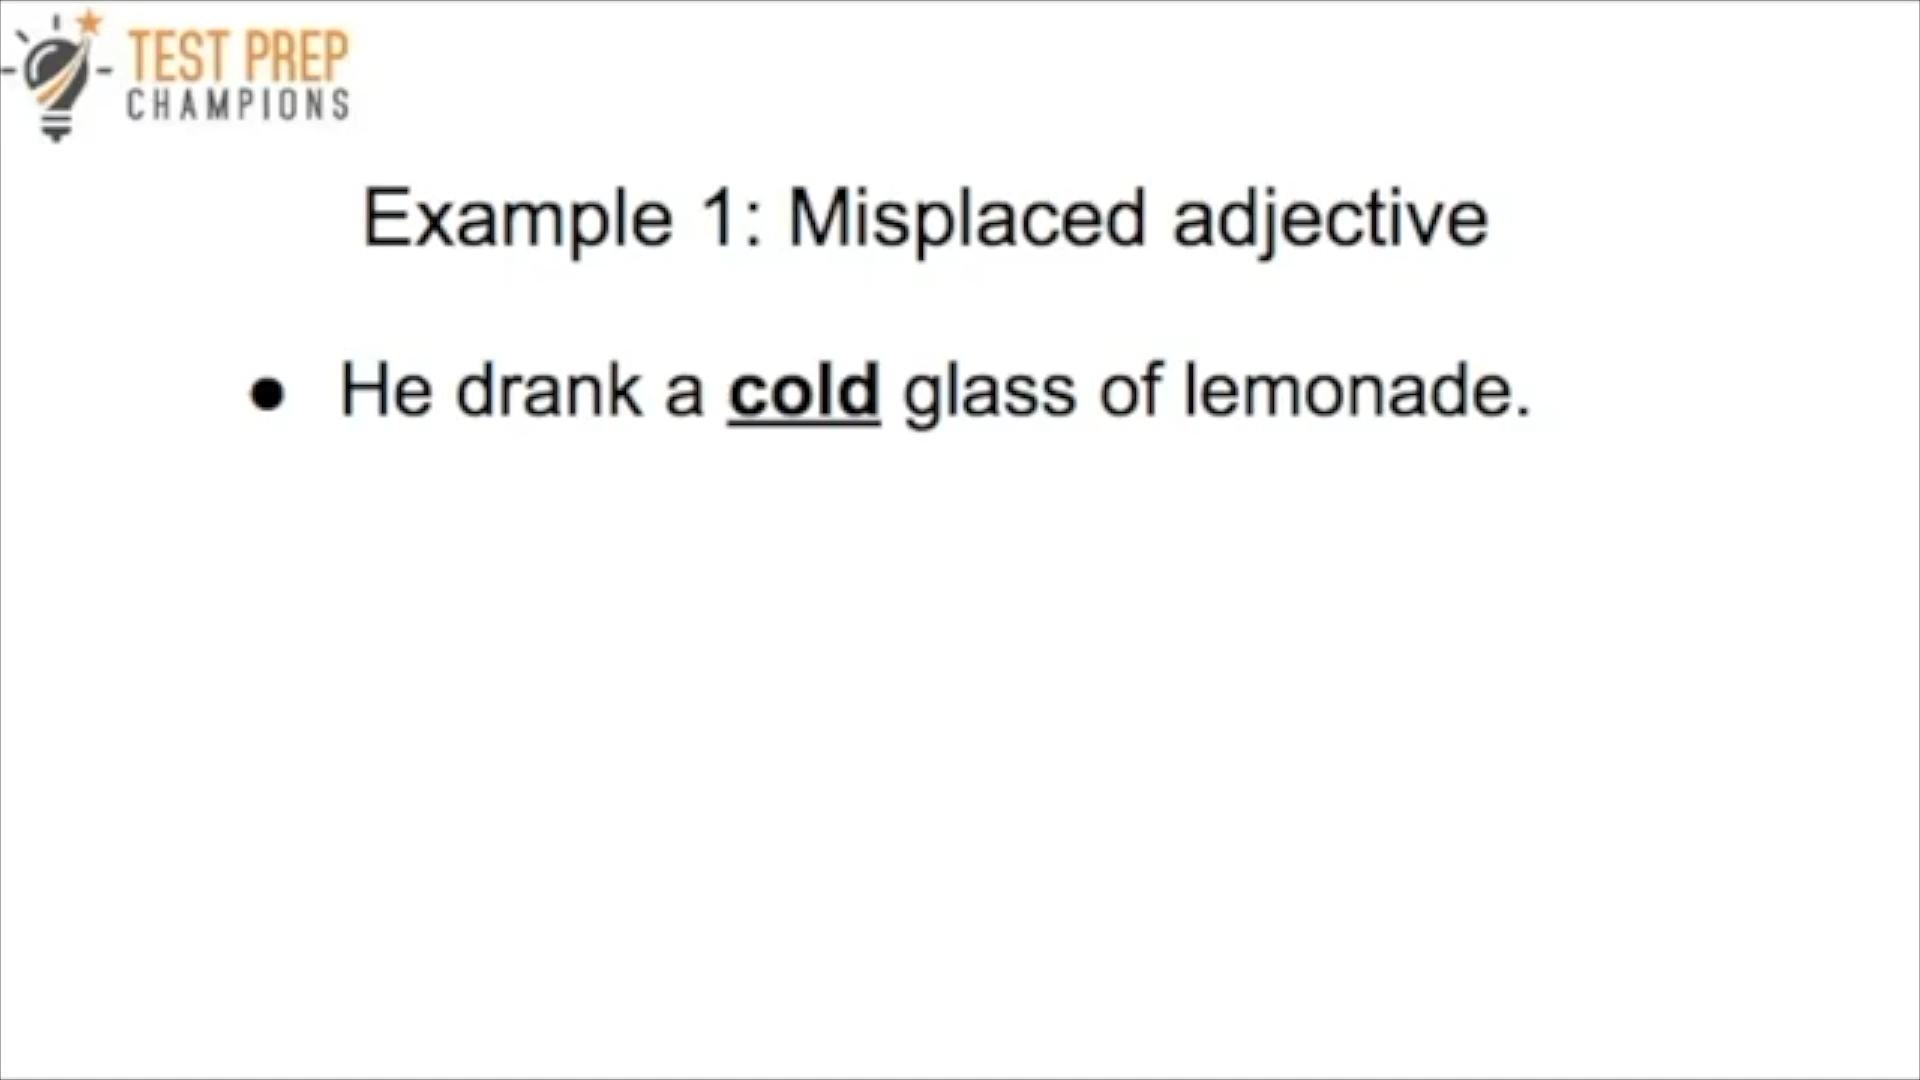 TEST PREP
CHAMPIONS
Example 1: Misplaced adjective
● He drank a cold glass of lemonade.